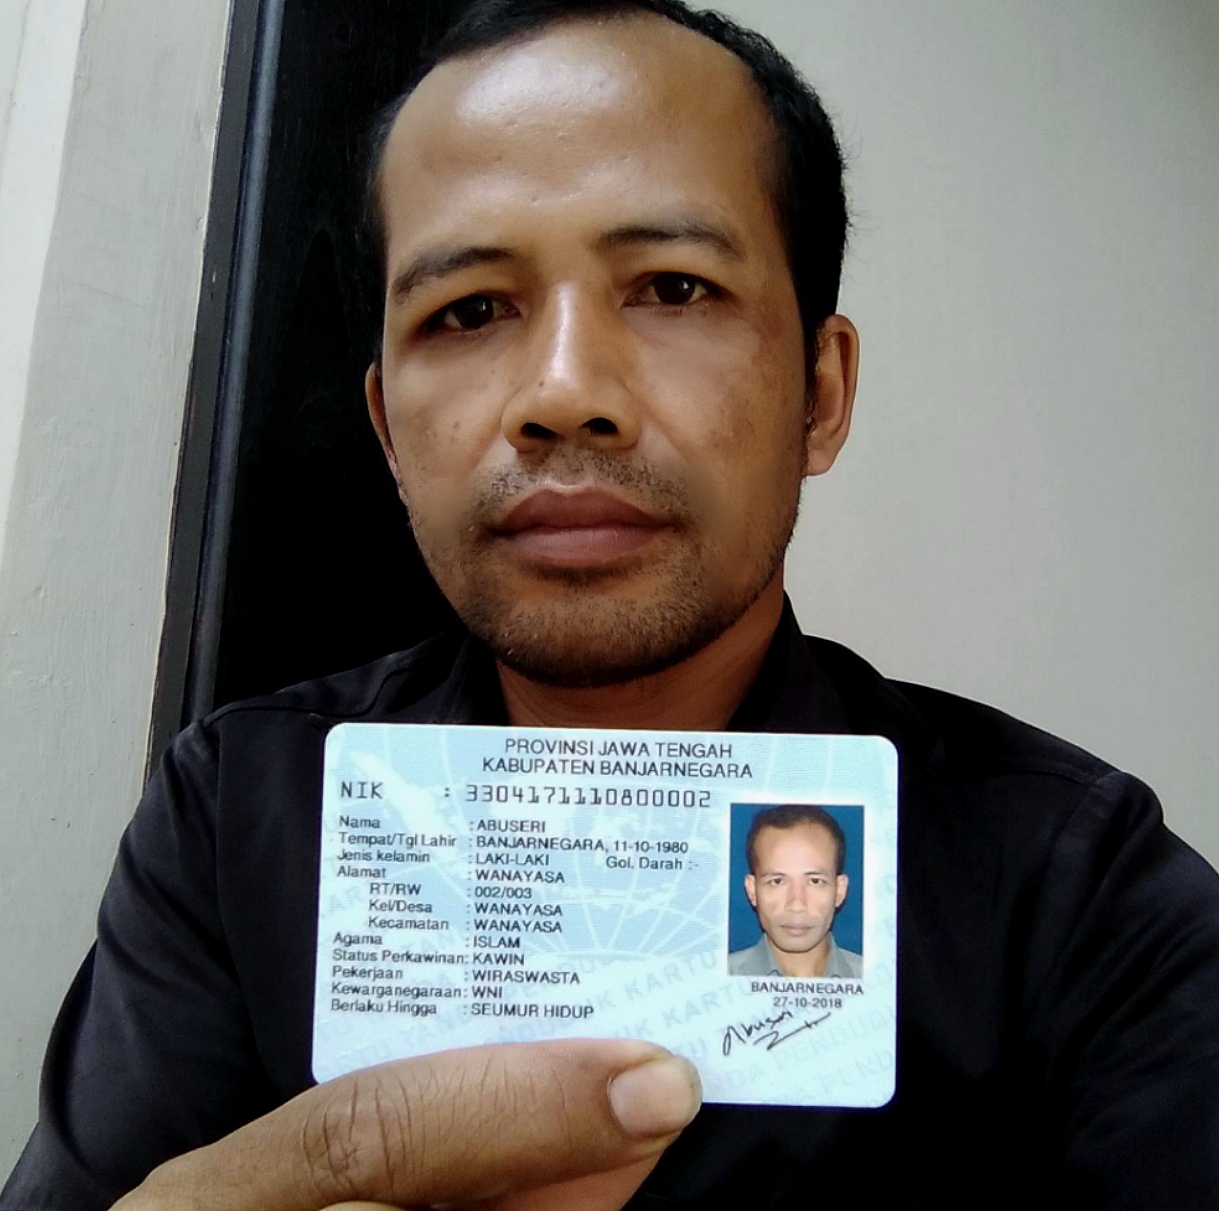 PROVINSI JAWA TENGAH
KABUPATEN BANJARNEGARA
NIK : 3304171110800002
Nama : ABUSERI
Tempat/Tgl Lahir : BANJARNEGARA, 11-10-1980
Jenis kelamin : LAKI-LAKI Gol. Darah :-
Alamat : WANAYASA
RT/RW : 002/003
Kel/Desa : WANAYASA
Kecamatan : WANAYASA
Agama : ISLAM
Status Perkawinan: KAWIN
Pekerjaan : WIRASWASTA
Kewarganegaraan: WNI
Berlaku Hingga : SEUMUR HIDUP
BANJARNEGARA
27-10-2018
Abuseri